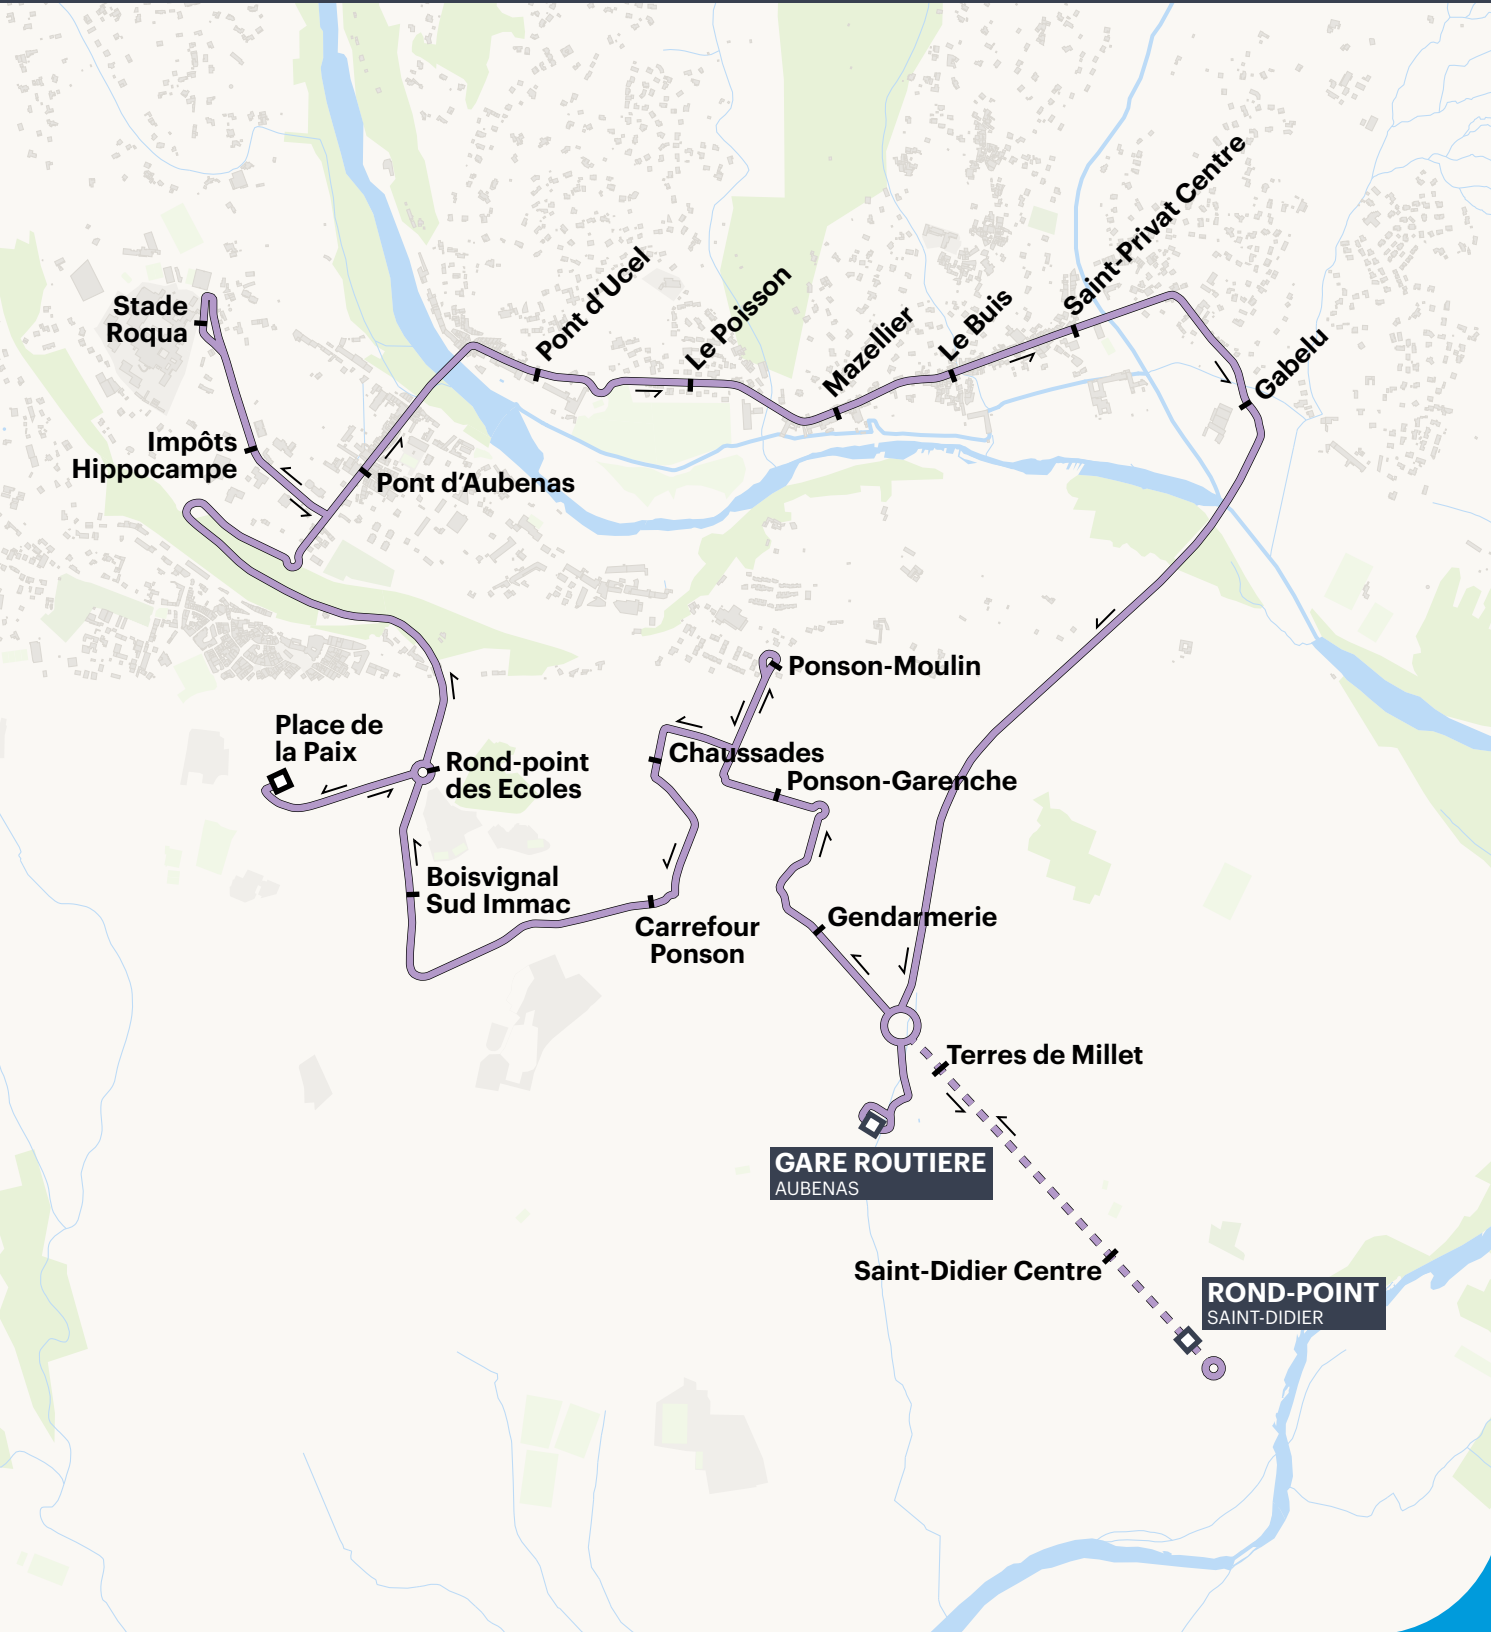 Saint-Privat Centre
Pont d'Ucel
Le Poisson
Mazellier
Le Buis
Gabelu
Stade
Roqua
Impôts
Hippocampe
Pont d'Aubenas
Ponson-Moulin
Place de
la Paix
Chaussades
Rond-point
des Ecoles
Ponson-Garenche
Boisvignal
Sud Immac
Carrefour
Ponson
Gendarmerie
Terres de Millet
GARE ROUTIERE
AUBENAS
Saint-Didier Centre
ROND-POINT
SAINT-DIDIER